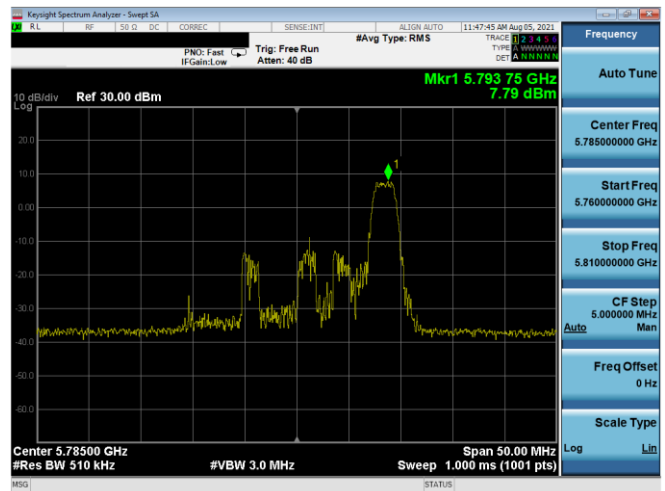 Keysight Spectrum Analyzer - Swept SA
RL RF 50 Ω DC CORREC SENSE:INT ALIGN AUTO 11:47:45 AM Aug 05, 2021
#Avg Type: RMS TRACE 1 2 3 4 5 6
PNO: Fast Trig: Free Run TYPE A WWWWW
IFGain:Low Atten: 40 dB DET A N N N N N
Mkr1 5.793 75 GHz
7.79 dBm
10 dB/div Ref 30.00 dBm
Log
20.0
10.0
0.00
-10.0
-20.0
-30.0
-40.0
-50.0
-60.0
1
Center 5.78500 GHz Span 50.00 MHz
#Res BW 510 kHz #VBW 3.0 MHz Sweep 1.000 ms (1001 pts)
MSG STATUS
Frequency
Auto Tune
Center Freq
5.785000000 GHz
Start Freq
5.760000000 GHz
Stop Freq
5.810000000 GHz
CF Step
5.000000 MHz
Auto Man
Freq Offset
0 Hz
Scale Type
Log Lin